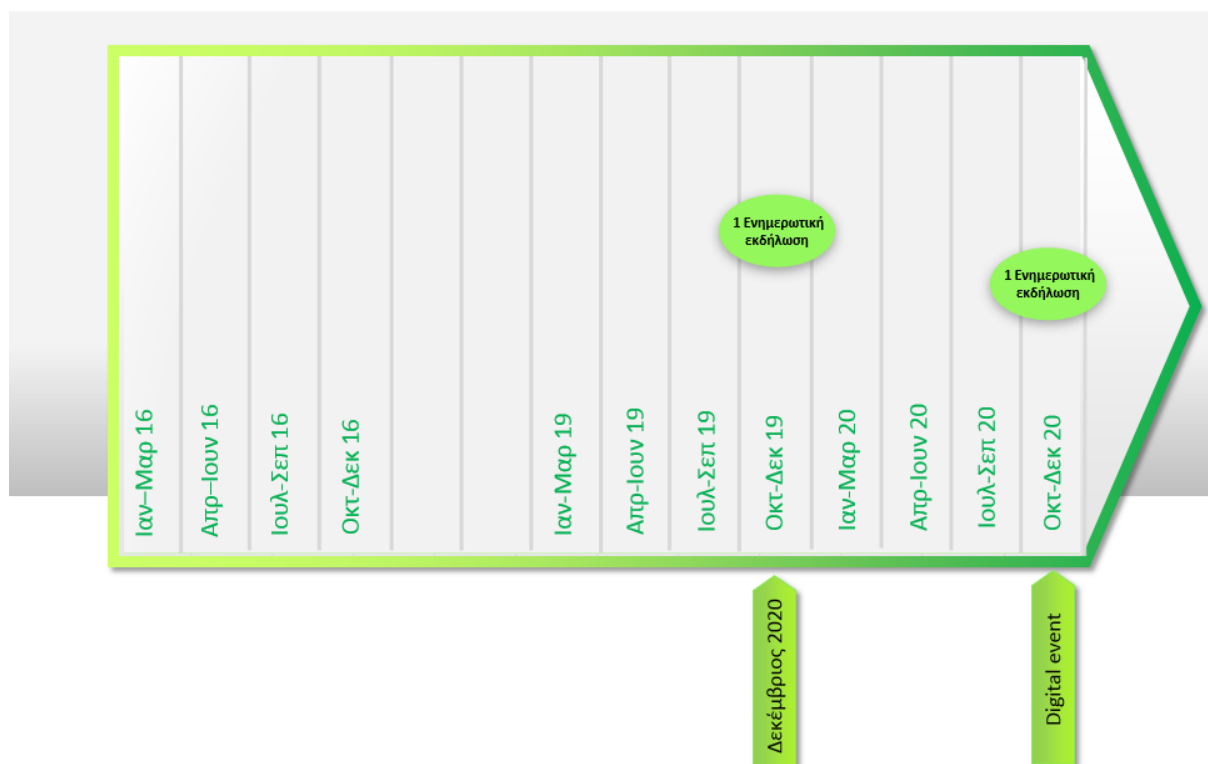 1 Ενημερωτική
εκδήλωση
1 Ενημερωτική
εκδήλωση
Ιαν–Μαρ 16
Απρ–Ιουν 16
Ιουλ-Σεπ 16
Οκτ-Δεκ 16
Ιαν-Μαρ 19
Απρ-Ιουν 19
Ιουλ-Σεπ 19
Οκτ-Δεκ 19
Ιαν-Μαρ 20
Απρ-Ιουν 20
Ιουλ-Σεπ 20
Οκτ-Δεκ 20
Δεκέμβριος 2020
Digital event